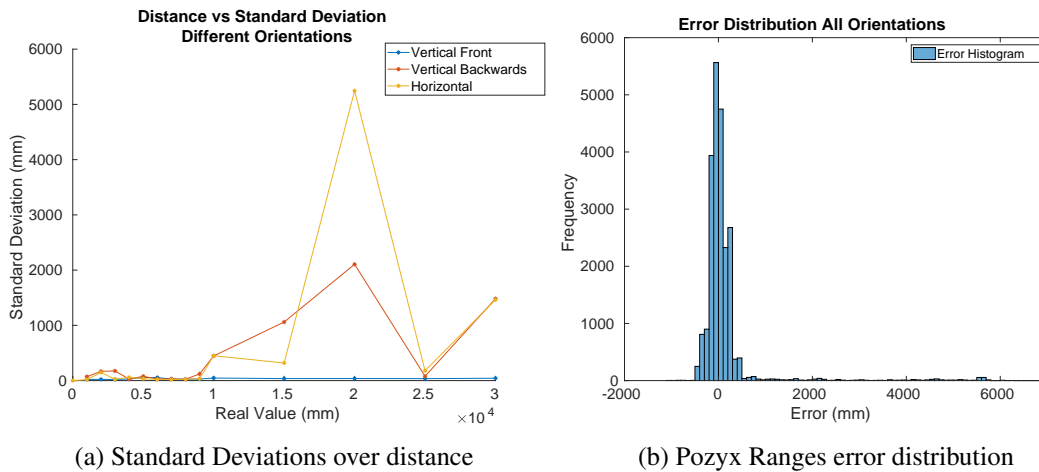 Distance vs Standard Deviation
Different Orientations
Vertical Front
Vertical Backwards
Horizontal
6000
5000
4000
3000
2000
1000
0
Standard Deviation (mm)
0 0.5 1 1.5 2 2.5 3
×10 4
Real Value (mm)
(a) Standard Deviations over distance
Error Distribution All Orientations
Error Histogram
6000
5000
4000
3000
2000
1000
0
Frequency
-2000 0 2000 4000 6000
Error (mm)
(b) Pozyx Ranges error distribution